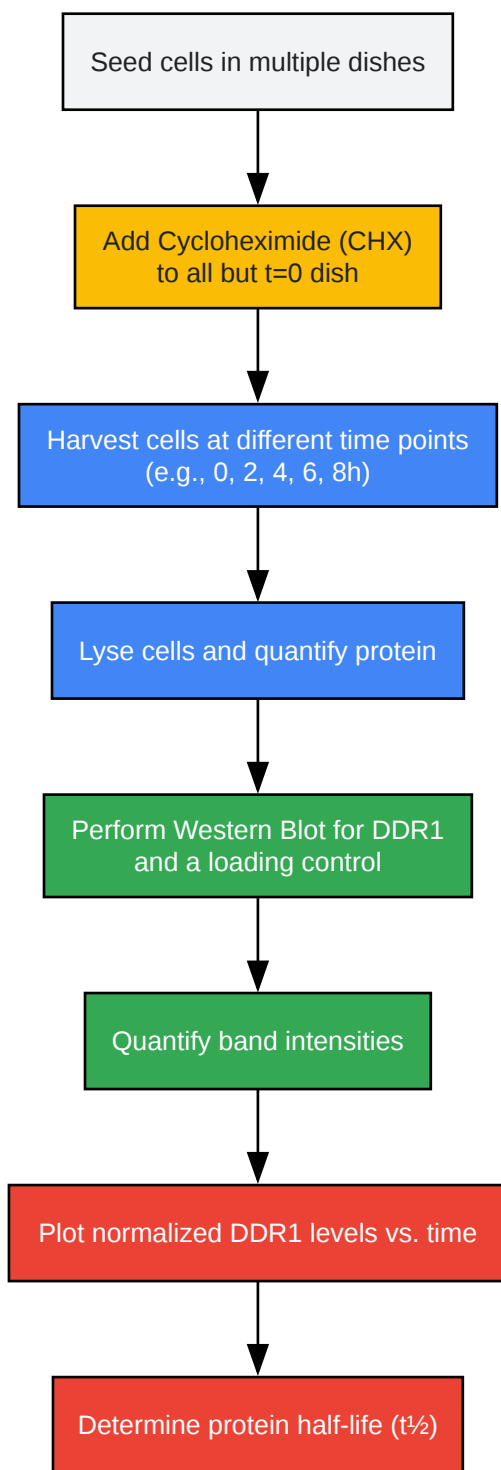 Seed cells in multiple dishes
Add Cycloheximide (CHX)
to all but t=0 dish
Harvest cells at different time points
(e.g., 0, 2, 4, 6, 8h)
Lyse cells and quantify protein
Perform Western Blot for DDR1
and a loading control
Quantify band intensities
Plot normalized DDR1 levels vs. time
Determine protein half-life (t½)